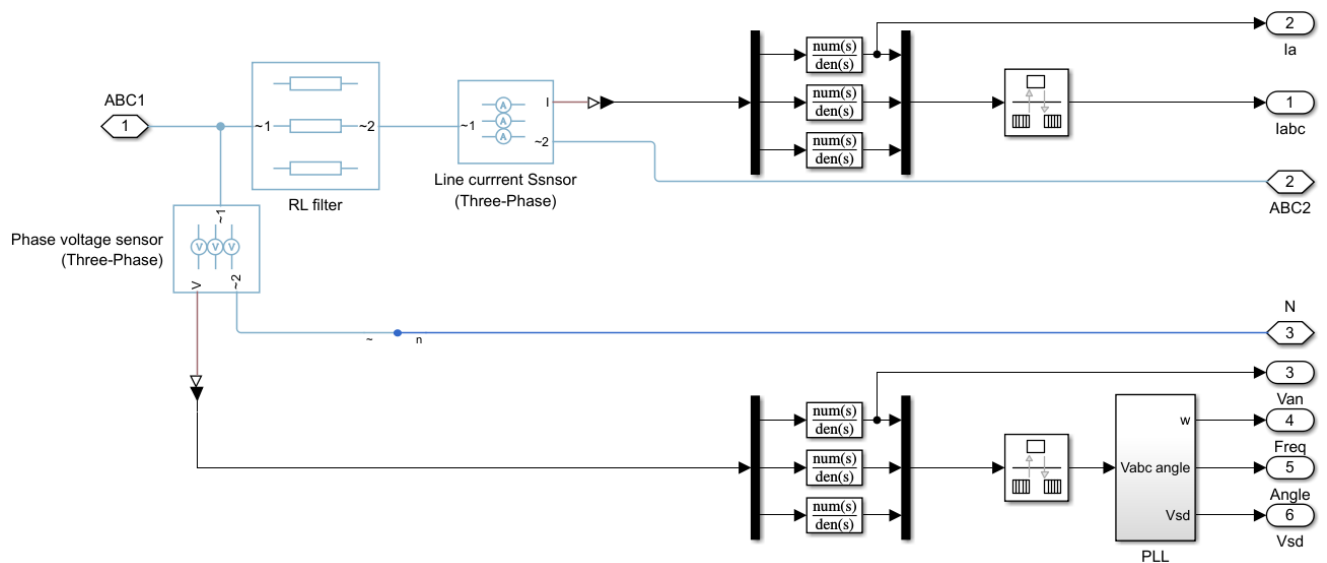 2
Ia
num(s)
den(s)
ABC1
1
~1
~2
RL filter
A
A
A
I
~1
~2
Line currrent Ssnsor
(Three-Phase)
num(s)
den(s)
num(s)
den(s)
1
Iabc
2
ABC2
Phase voltage sensor
(Three-Phase)
~1
V
V
V
V
~2
~
n
N
3
3
Van
num(s)
den(s)
num(s)
den(s)
num(s)
den(s)
w
Vabc angle
Vsd
PLL
4
Freq
5
Angle
6
Vsd